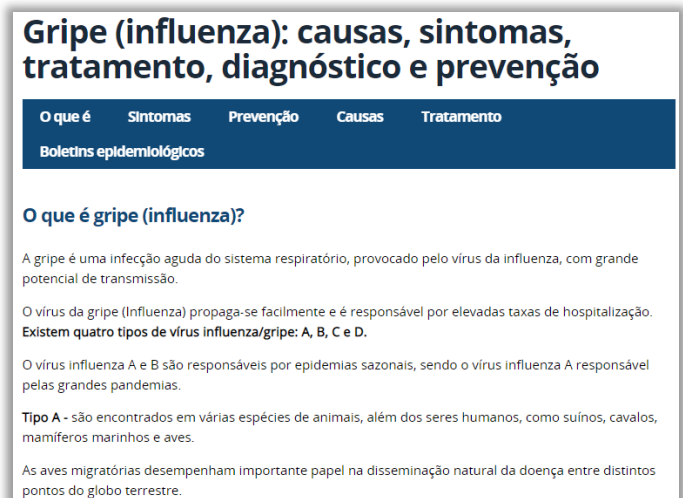 Gripe (influenza): causas, sintomas,
tratamento, diagnóstico e prevenção
O que é Sintomas Prevenção Causas Tratamento
Boletins epidemiológicos
O que é gripe (influenza)?
A gripe é uma infecção aguda do sistema respiratório, provocado pelo vírus da influenza, com grande
potencial de transmissão.
O vírus da gripe (Influenza) propaga-se facilmente e é responsável por elevadas taxas de hospitalização.
Existem quatro tipos de vírus influenza/gripe: A, B, C e D.
O vírus influenza A e B são responsáveis por epidemias sazonais, sendo o vírus influenza A responsável
pelas grandes pandemias.
Tipo A - são encontrados em várias espécies de animais, além dos seres humanos, como suínos, cavalos,
mamíferos marinhos e aves.
As aves migratórias desempenham importante papel na disseminação natural da doença entre distintos
pontos do globo terrestre.